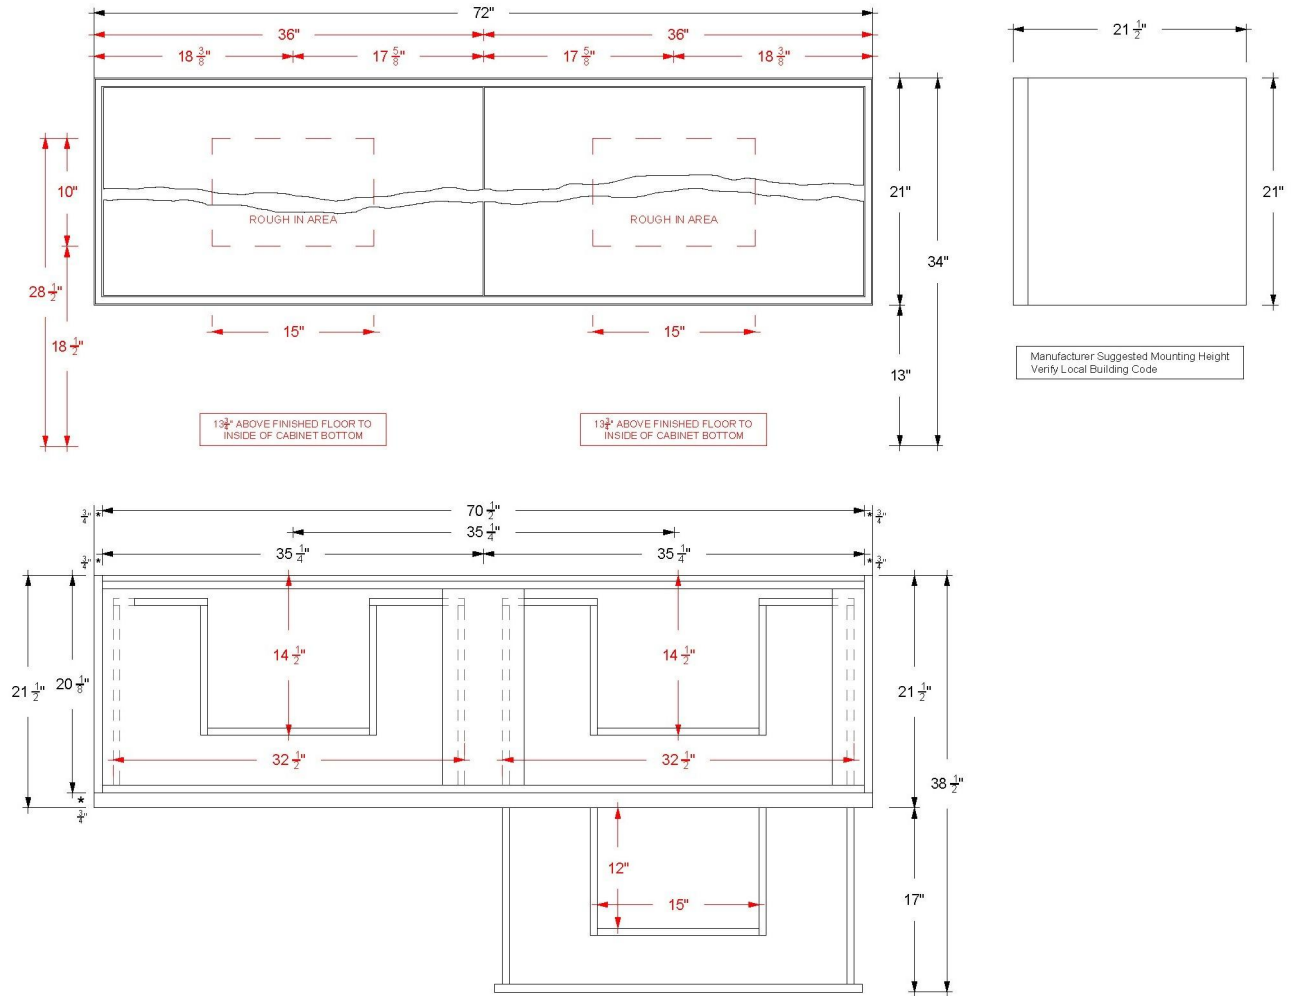 72"
36" 36"
18 3/8" 17 5/8" 17 5/8" 18 3/8"
21 1/2"
10"
28 1/2"
18 1/2"
ROUGH IN AREA ROUGH IN AREA
21"
34"
21"
15" 15"
13"
Manufacturer Suggested Mounting Height
Verify Local Building Code
13 3/4" ABOVE FINISHED FLOOR TO
INSIDE OF CABINET BOTTOM
13 3/4" ABOVE FINISHED FLOOR TO
INSIDE OF CABINET BOTTOM
3/4" * 70 1/2" * 3/4"
35 1/4"
3/4" * 35 1/4" 35 1/4" * 3/4"
14 1/2" 14 1/2"
21 1/2" 20 1/8" 21 1/2"
32 1/2" 32 1/2"
38 1/2"
*
3/4"
12"
15"
17"